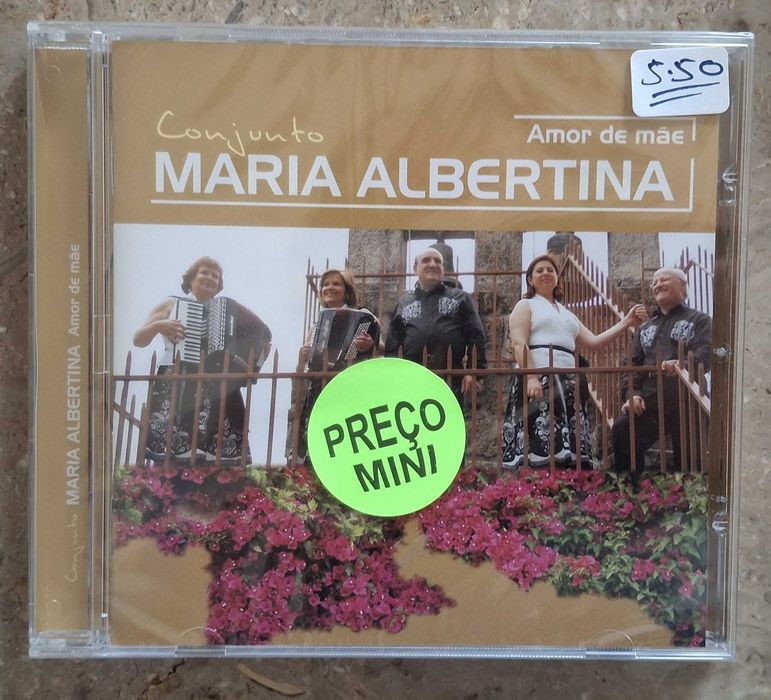 5.50
Conjunto
Amor de mãe
MARIA ALBERTINA
PREÇO
MINI
Conjunto MARIA ALBERTINA Amor de mãe